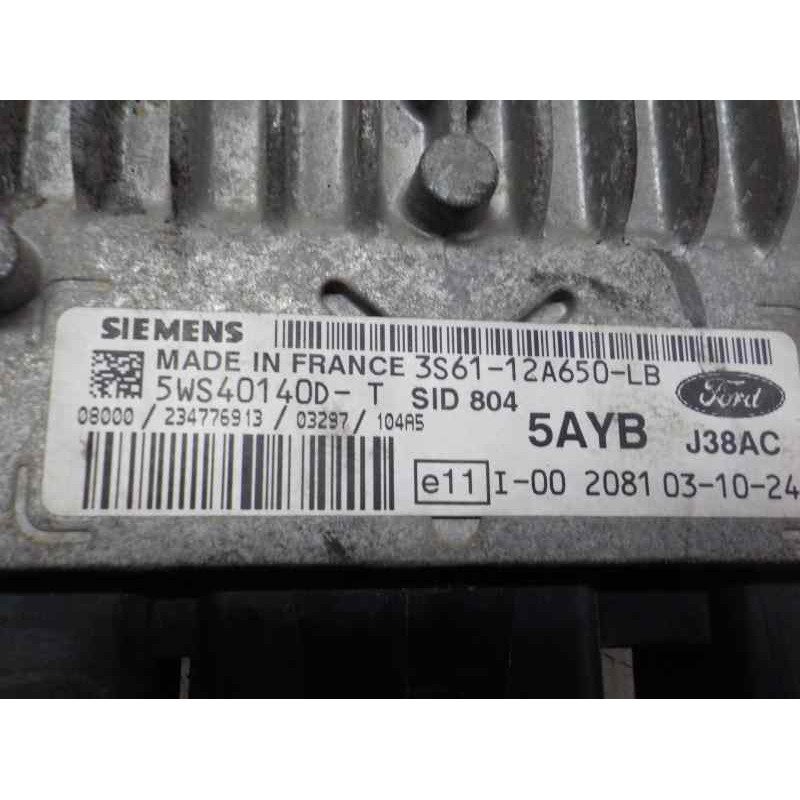 SIEMENS
MADE IN FRANCE 3S61-12A650-LB
5WS40140D-T SID 804
Ford
08000/234776913/03297/104A5
5AYB J38AC
e11 I-00 2081 03-10-24